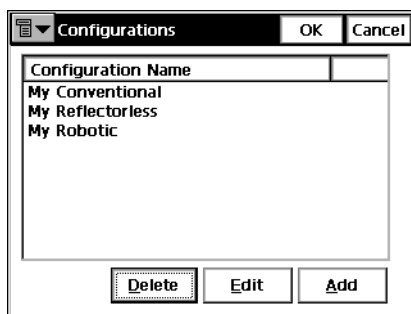 Configurations OK Cancel
Configuration Name
My Conventional
My Reflectorless
My Robotic
Delete Edit Add